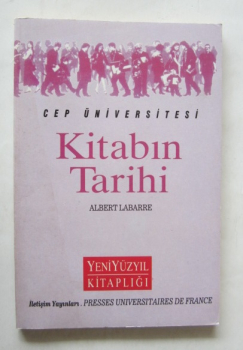 CEP ÜNİVERSİTESİ
Kitabın
Tarihi
ALBERT LABARRE
YENİYÜZYIL
KİTAPLIĞI
İletişim Yayınları . PRESSES UNIVERSITAIRES DE FRANCE